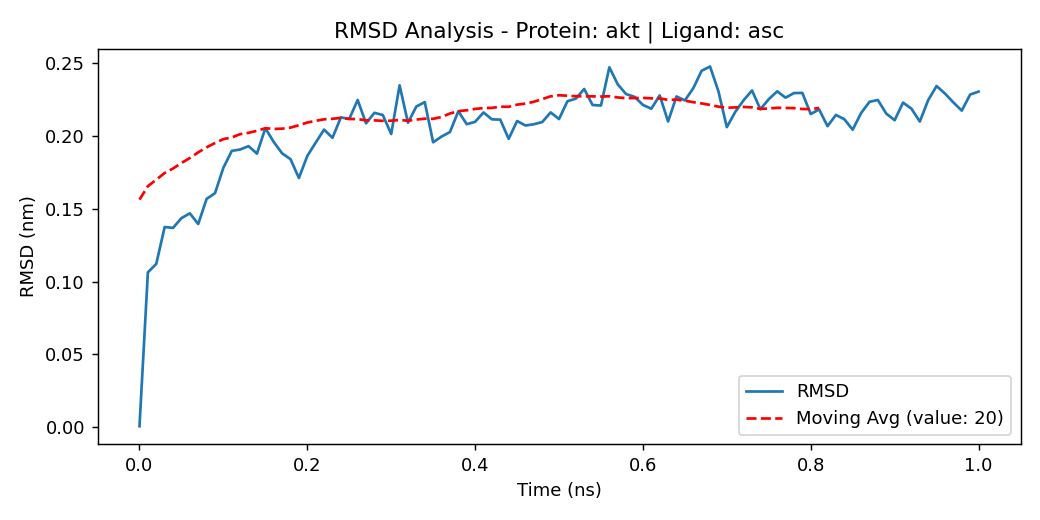 RMSD Analysis - Protein: akt | Ligand: asc
0.25
0.20
0.15
0.10
0.05
0.00
RMSD (nm)
RMSD
Moving Avg (value: 20)
0.0 0.2 0.4 0.6 0.8 1.0
Time (ns)